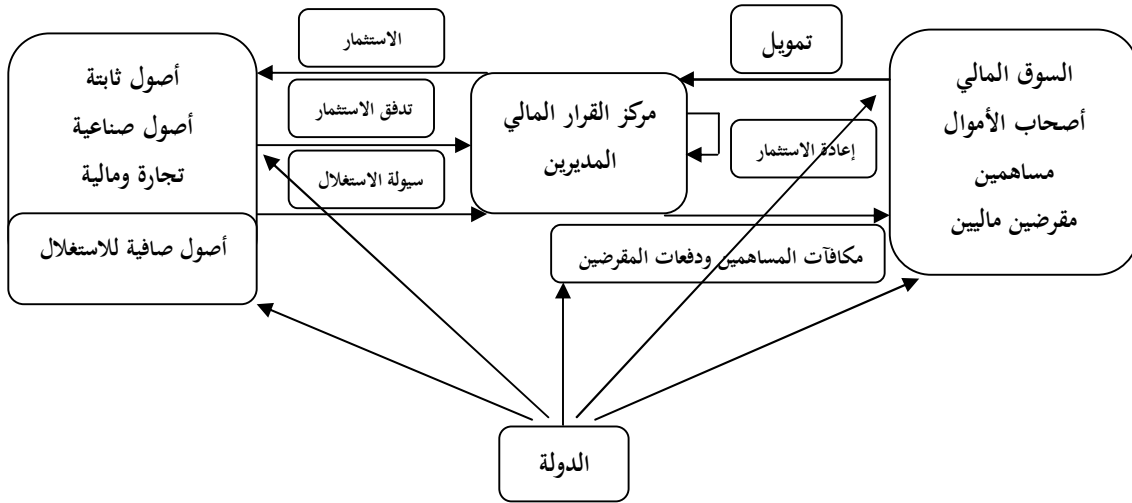 السوق المالي
أصحاب الأموال
مساهمين
مقرضين ماليين
تمويل
إعادة الاستثمار
مكافآت المساهمين ودفعات المقرضين
مركز القرار المالي
المديرين
الاستثمار
تدفق الاستثمار
سيولة الاستغلال
أصول ثابتة
أصول صناعية
تجارة ومالية
أصول صافية للاستغلال
الدولة